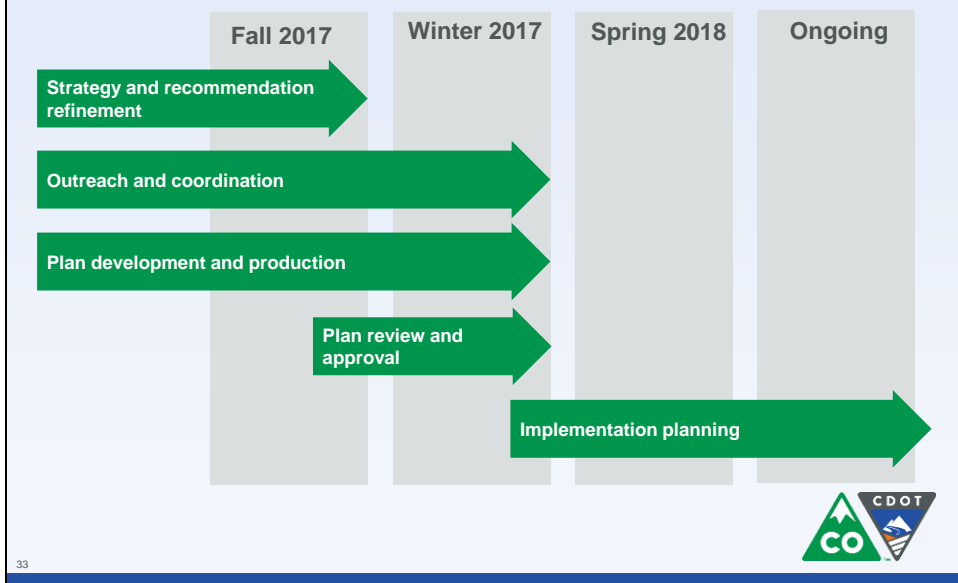 Fall 2017
Winter 2017
Spring 2018
Ongoing
Strategy and recommendation
refinement
Outreach and coordination
Plan development and production
Plan review and
approval
Implementation planning
CDOT
CO
33